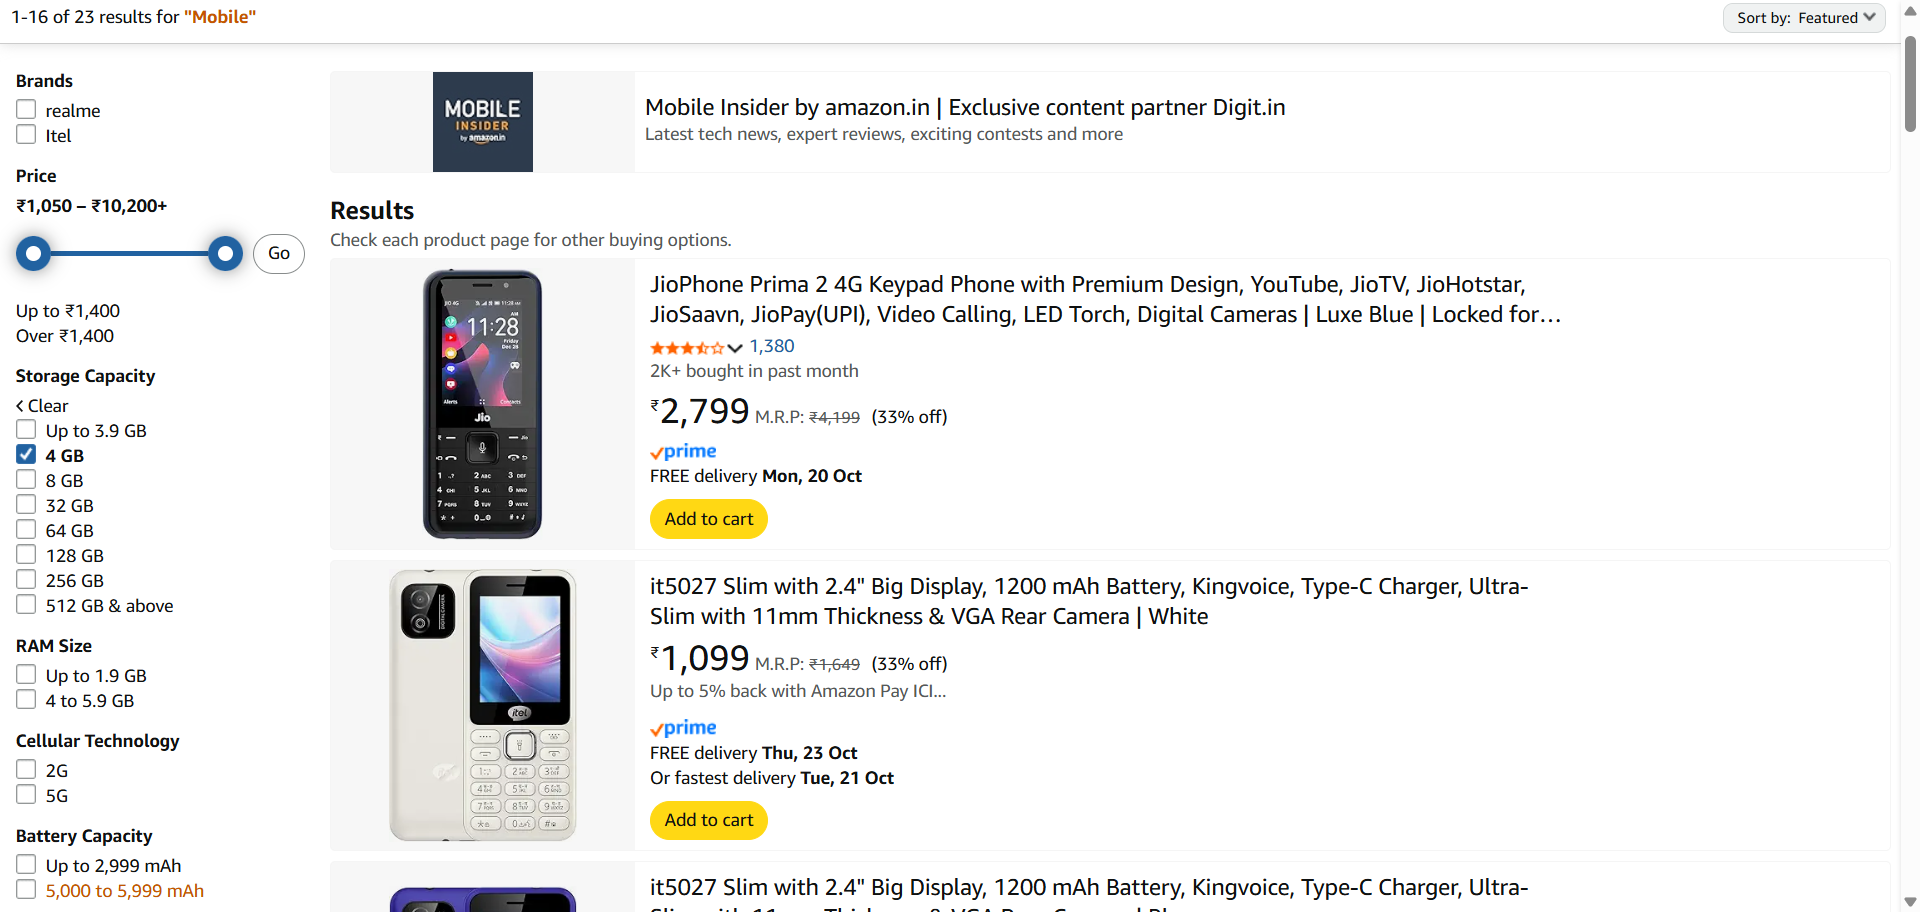 1-16 of 23 results for "Mobile"
Sort by: Featured
Brands
realme
Itel
Price
₹1,050 – ₹10,200+
Go
Up to ₹1,400
Over ₹1,400
Storage Capacity
Clear
Up to 3.9 GB
4 GB
8 GB
32 GB
64 GB
128 GB
256 GB
512 GB & above
RAM Size
Up to 1.9 GB
4 to 5.9 GB
Cellular Technology
2G
5G
Battery Capacity
Up to 2,999 mAh
5,000 to 5,999 mAh
MOBILE
INSIDER
by amazon.in
Mobile Insider by amazon.in | Exclusive content partner Digit.in
Latest tech news, expert reviews, exciting contests and more
Results
Check each product page for other buying options.
11:28
Jio
JioPhone Prima 2 4G Keypad Phone with Premium Design, YouTube, JioTV, JioHotstar,
JioSaavn, JioPay(UPI), Video Calling, LED Torch, Digital Cameras | Luxe Blue | Locked for…
1,380
2K+ bought in past month
₹2,799 M.R.P: ₹4,199 (33% off)
prime
FREE delivery Mon, 20 Oct
Add to cart
itel
it5027 Slim with 2.4" Big Display, 1200 mAh Battery, Kingvoice, Type-C Charger, Ultra-
Slim with 11mm Thickness & VGA Rear Camera | White
₹1,099 M.R.P: ₹1,649 (33% off)
Up to 5% back with Amazon Pay ICI...
prime
FREE delivery Thu, 23 Oct
Or fastest delivery Tue, 21 Oct
Add to cart
it5027 Slim with 2.4" Big Display, 1200 mAh Battery, Kingvoice, Type-C Charger, Ultra-